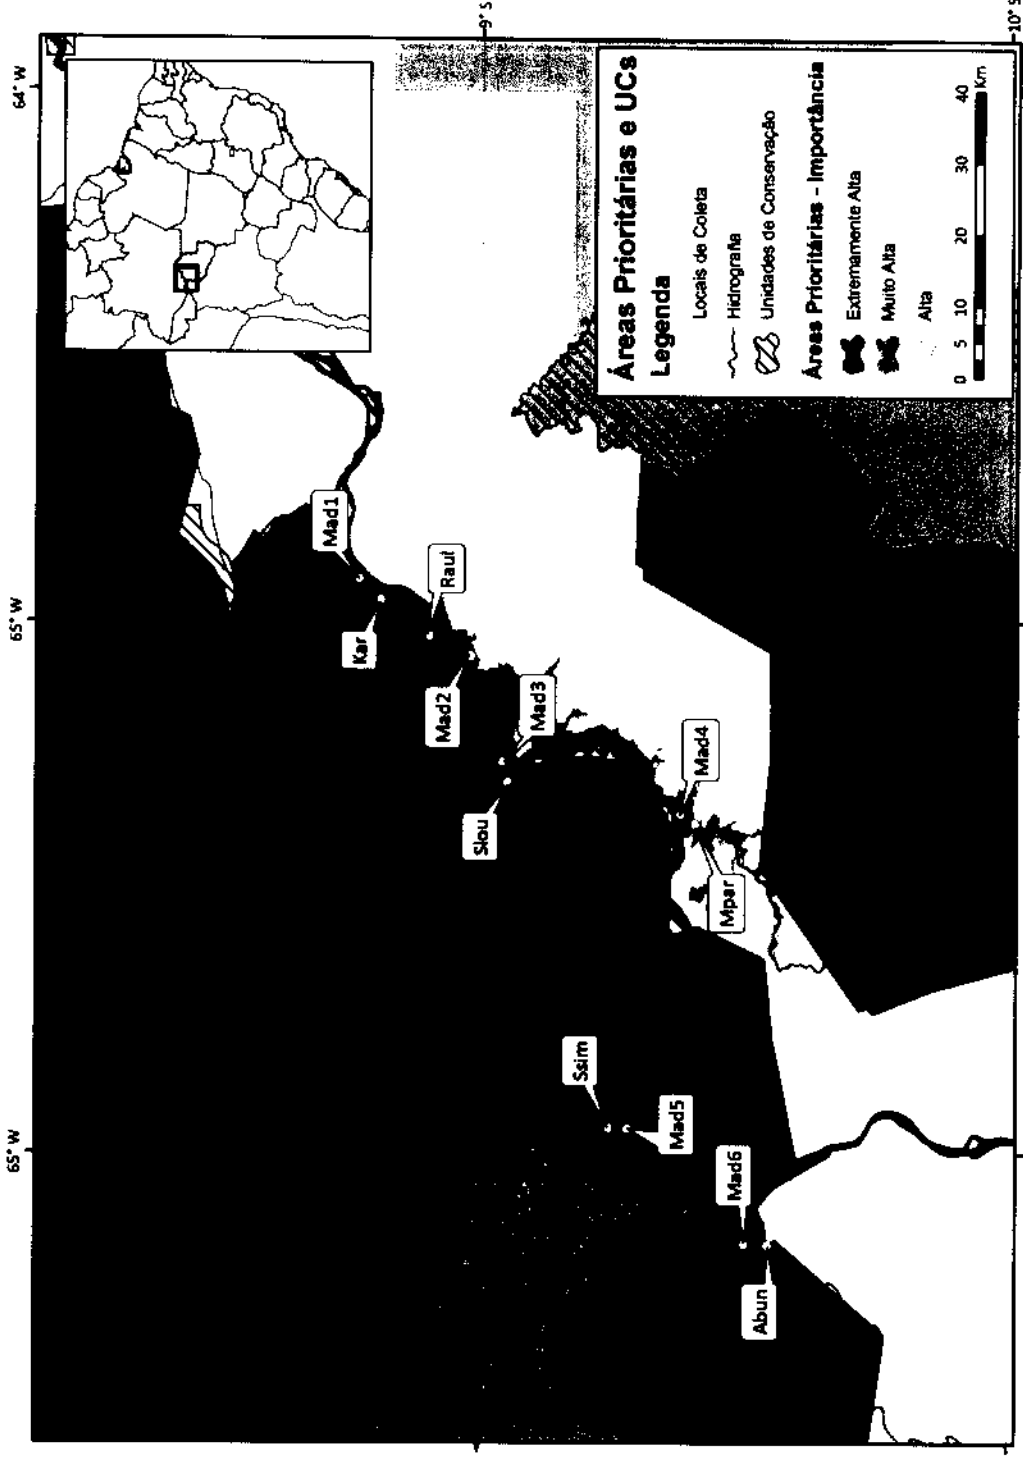 64° W
65° W
65° W
9° S
10° S
Mad1
Kar
Raul
Mad2
Mad3
Slou
Mad4
Mpar
Ssim
Mad5
Mad6
Abun
Áreas Prioritárias e UCs
Legenda
Locais de Coleta
Hidrografia
Unidades de Conservação
Áreas Prioritárias - Importância
Extremamente Alta
Muito Alta
Alta
0 5 10 20 30 40
Km